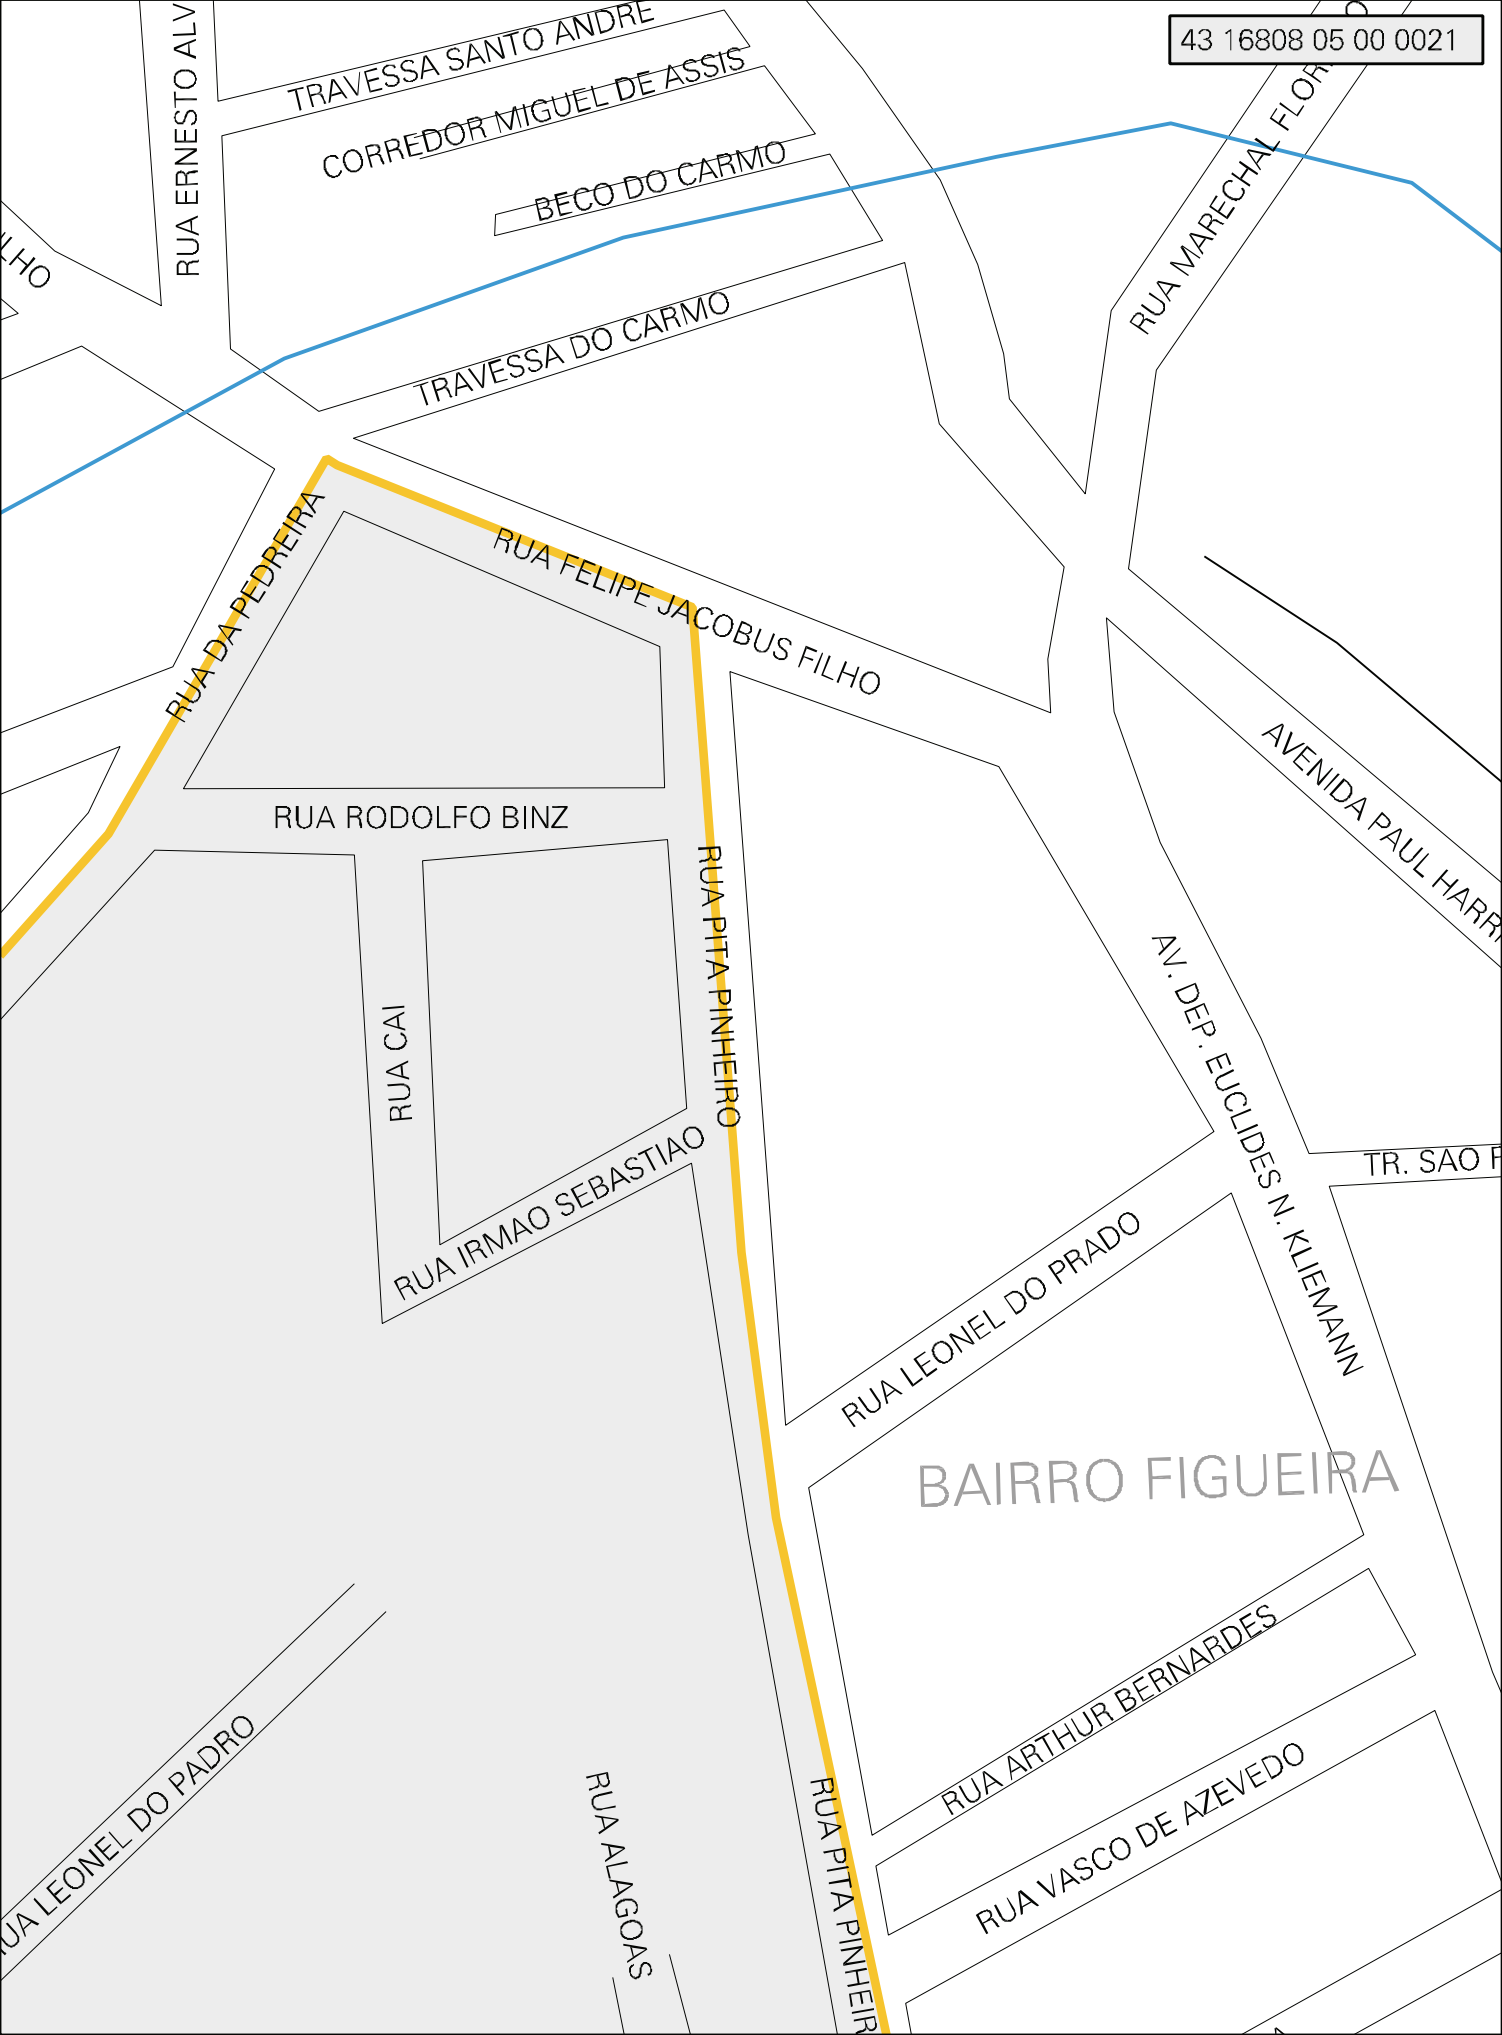 43 16808 05 00 0021
TRAVESSA SANTO ANDRE
RUA ERNESTO ALV
CORREDOR MIGUEL DE ASSIS
BECO DO CARMO
RUA MARECHAL FLOR
LHO
TRAVESSA DO CARMO
RUA DA PEDREIRA
RUA FELIPE JACOBUS FILHO
AVENIDA PAUL HARR
RUA RODOLFO BINZ
RUA PITA PINHEIRO
AV. DEP. EUCLIDES N. KLIEMANN
RUA CAI
RUA IRMAO SEBASTIAO
TR. SAO
RUA LEONEL DO PRADO
BAIRRO FIGUEIRA
RUA ARTHUR BERNARDES
RUA LEONEL DO PADRO
RUA VASCO DE AZEVEDO
RUA ALAGOAS
RUA PITA PINHEIR